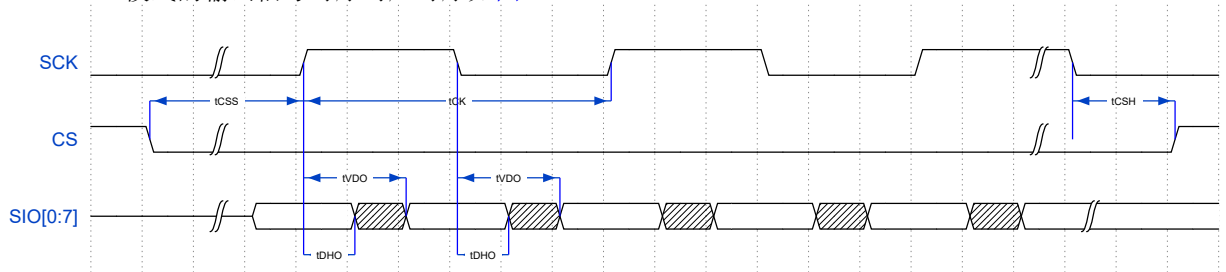 SCK
tCSS
tCK
tCSH
CS
tVDO
tVDO
SIO[0:7]
tDHO
tDHO